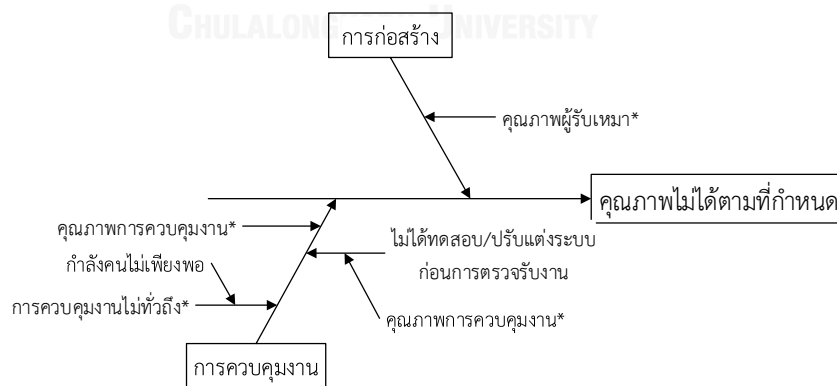 CHULALONGKORN UNIVERSITY
การก่อสร้าง
คุณภาพผู้รับเหมา*
คุณภาพไม่ได้ตามที่กำหนด
คุณภาพการควบคุมงาน*
ไม่ได้ทดสอบ/ปรับแต่งระบบ
ก่อนการตรวจรับงาน
กำลังคนไม่เพียงพอ
การควบคุมงานไม่ทั่วถึง*
คุณภาพการควบคุมงาน*
การควบคุมงาน